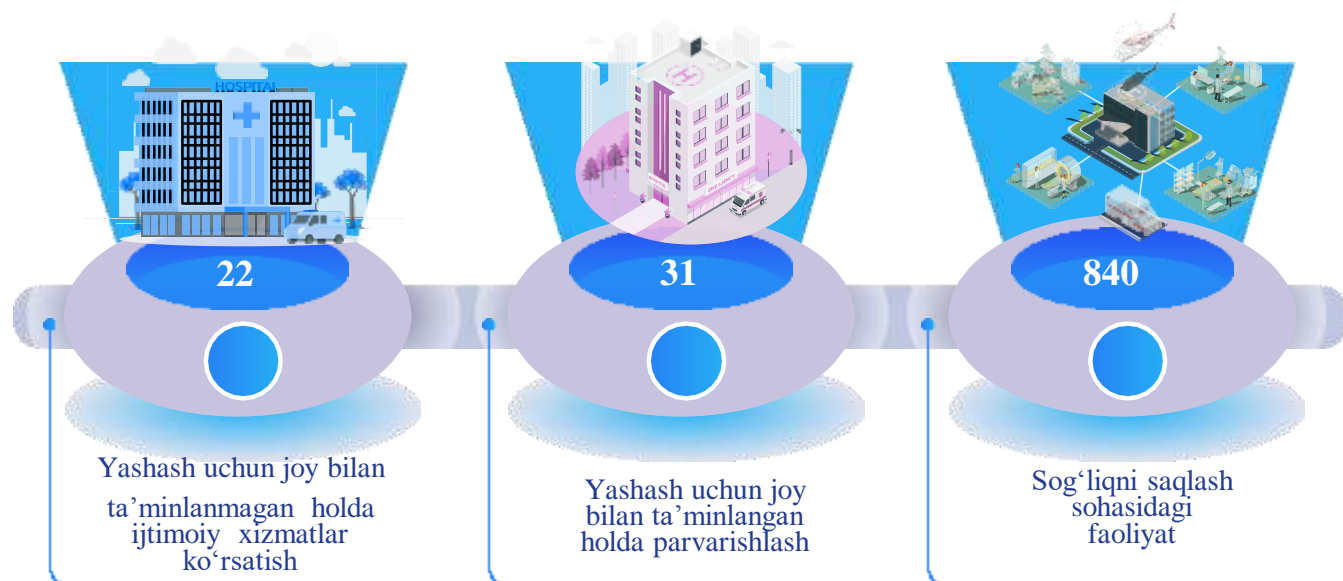 HOSPITAL
22
31
840
Yashash uchun joy bilan
ta’minlanmagan holda
ijtimoiy xizmatlar
ko‘rsatish
Yashash uchun joy
bilan ta’minlangan
holda parvarishlash
Sog‘liqni saqlash
sohasidagi
faoliyat